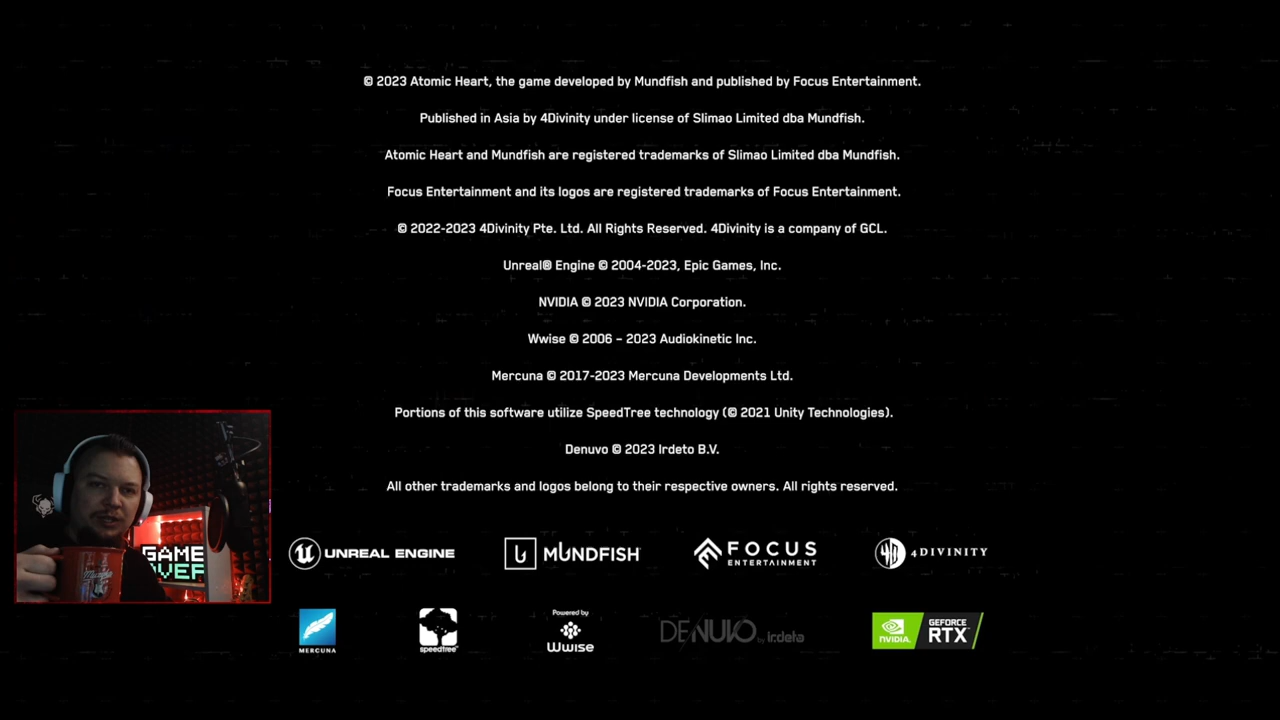 © 2023 Atomic Heart, the game developed by Mundfish and published by Focus Entertainment.
Published in Asia by 4Divinity under license of Slimao Limited dba Mundfish.
Atomic Heart and Mundfish are registered trademarks of Slimao Limited dba Mundfish.
Focus Entertainment and its logos are registered trademarks of Focus Entertainment.
© 2022-2023 4Divinity Pte. Ltd. All Rights Reserved. 4Divinity is a company of GCL.
Unreal® Engine © 2004-2023, Epic Games, Inc.
NVIDIA © 2023 NVIDIA Corporation.
Wwise © 2006 – 2023 Audiokinetic Inc.
Mercuna © 2017-2023 Mercuna Developments Ltd.
Portions of this software utilize SpeedTree technology (© 2021 Unity Technologies).
Denuvo © 2023 Irdeto B.V.
All other trademarks and logos belong to their respective owners. All rights reserved.
GAME
OVER
UNREAL ENGINE
MUNDFISH
FOCUS
ENTERTAINMENT
4D 4DIVINITY
MERCUNA
speedtree
Powered by
Wwise
DENUVO by Irdeto
NVIDIA.
GEFORCE
RTX